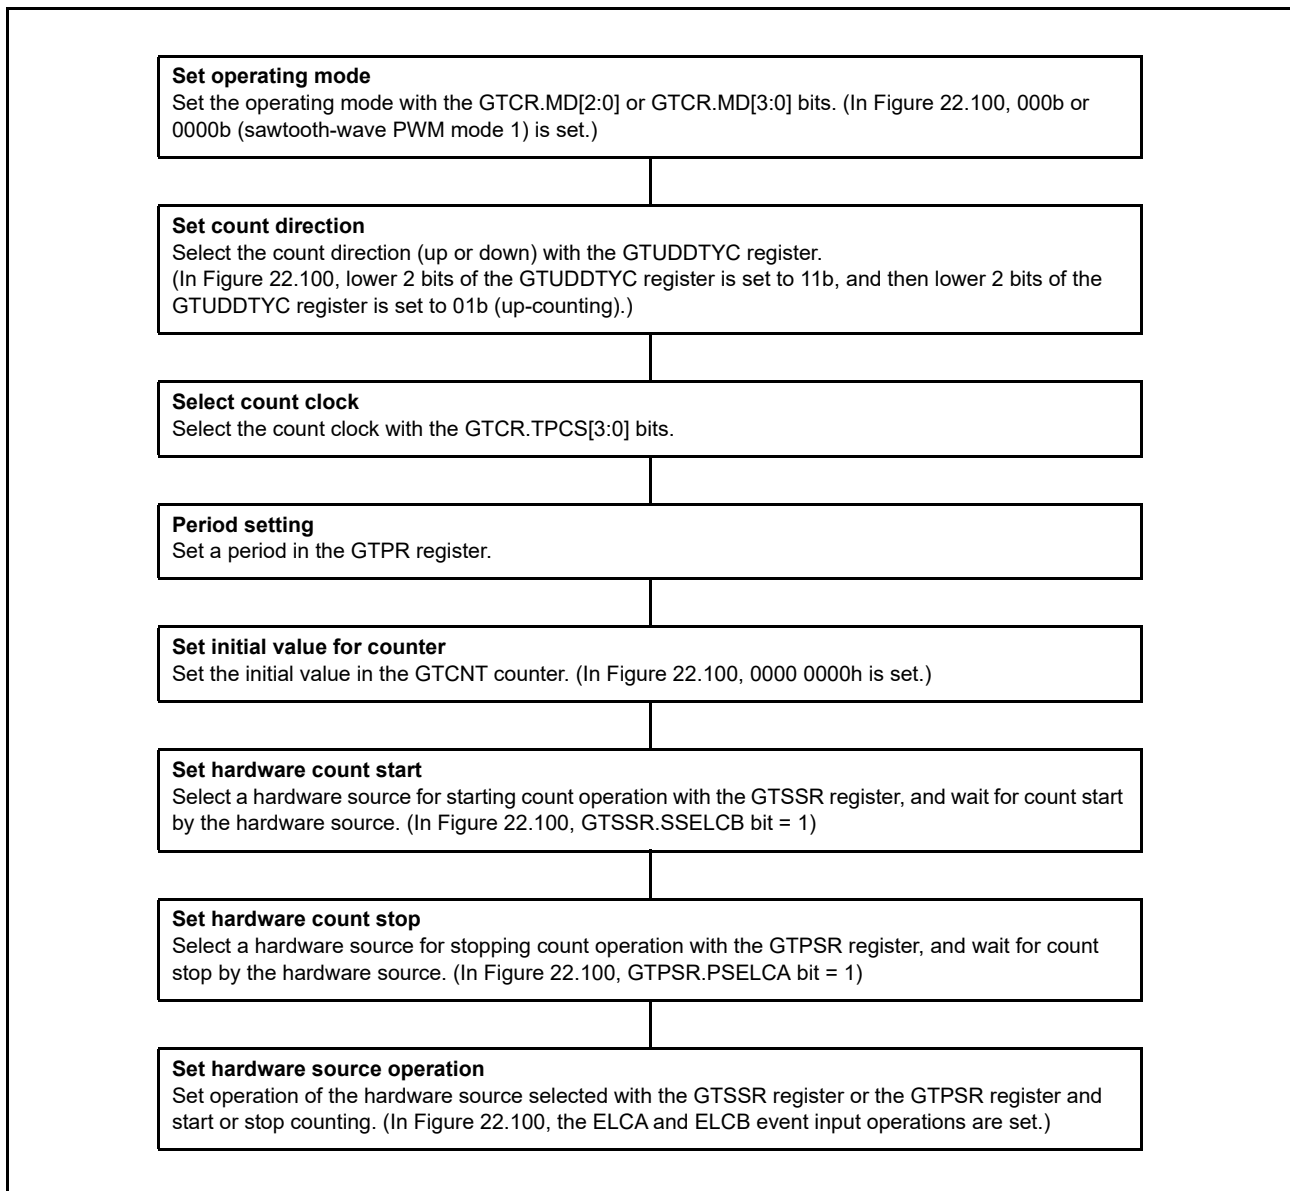 Set operating mode
Set the operating mode with the GTCR.MD[2:0] or GTCR.MD[3:0] bits. (In Figure 22.100, 000b or
0000b (sawtooth-wave PWM mode 1) is set.)
Set count direction
Select the count direction (up or down) with the GTUDDTYC register.
(In Figure 22.100, lower 2 bits of the GTUDDTYC register is set to 11b, and then lower 2 bits of the
GTUDDTYC register is set to 01b (up-counting).)
Select count clock
Select the count clock with the GTCR.TPCS[3:0] bits.
Period setting
Set a period in the GTPR register.
Set initial value for counter
Set the initial value in the GTCNT counter. (In Figure 22.100, 0000 0000h is set.)
Set hardware count start
Select a hardware source for starting count operation with the GTSSR register, and wait for count start
by the hardware source. (In Figure 22.100, GTSSR.SSELCB bit = 1)
Set hardware count stop
Select a hardware source for stopping count operation with the GTPSR register, and wait for count
stop by the hardware source. (In Figure 22.100, GTPSR.PSELCA bit = 1)
Set hardware source operation
Set operation of the hardware source selected with the GTSSR register or the GTPSR register and
start or stop counting. (In Figure 22.100, the ELCA and ELCB event input operations are set.)